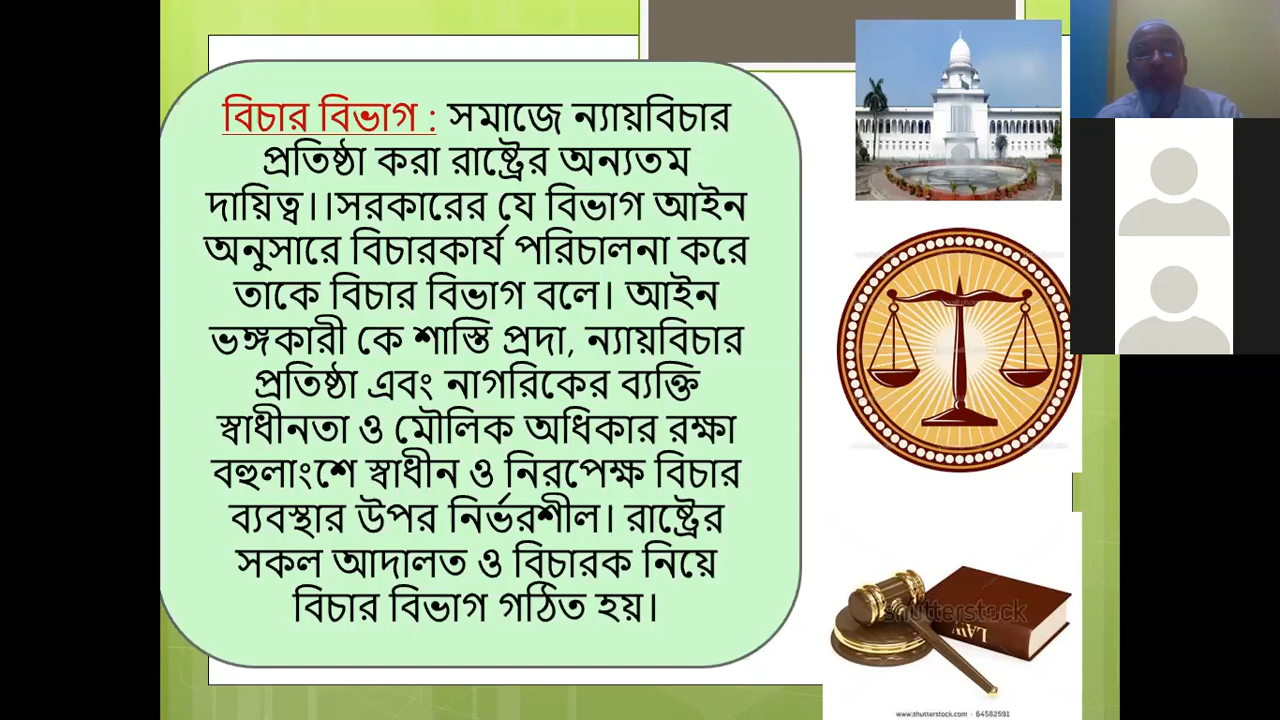 বিচার বিভাগ : সমাজে ন্যায়বিচার
প্রতিষ্ঠা করা রাষ্ট্রের অন্যতম
দায়িত্ব।।সরকারের যে বিভাগ আইন
অনুসারে বিচারকার্য পরিচালনা করে
তাকে বিচার বিভাগ বলে। আইন
ভঙ্গকারী কে শাস্তি প্রদা, ন্যায়বিচার
প্রতিষ্ঠা এবং নাগরিকের ব্যক্তি
স্বাধীনতা ও মৌলিক অধিকার রক্ষা
বহুলাংশে স্বাধীন ও নিরপেক্ষ বিচার
ব্যবস্থার উপর নির্ভরশীল। রাষ্ট্রের
সকল আদালত ও বিচারক নিয়ে
বিচার বিভাগ গঠিত হয়।
shutterstock
LAW
www.shutterstock.com · 64582691